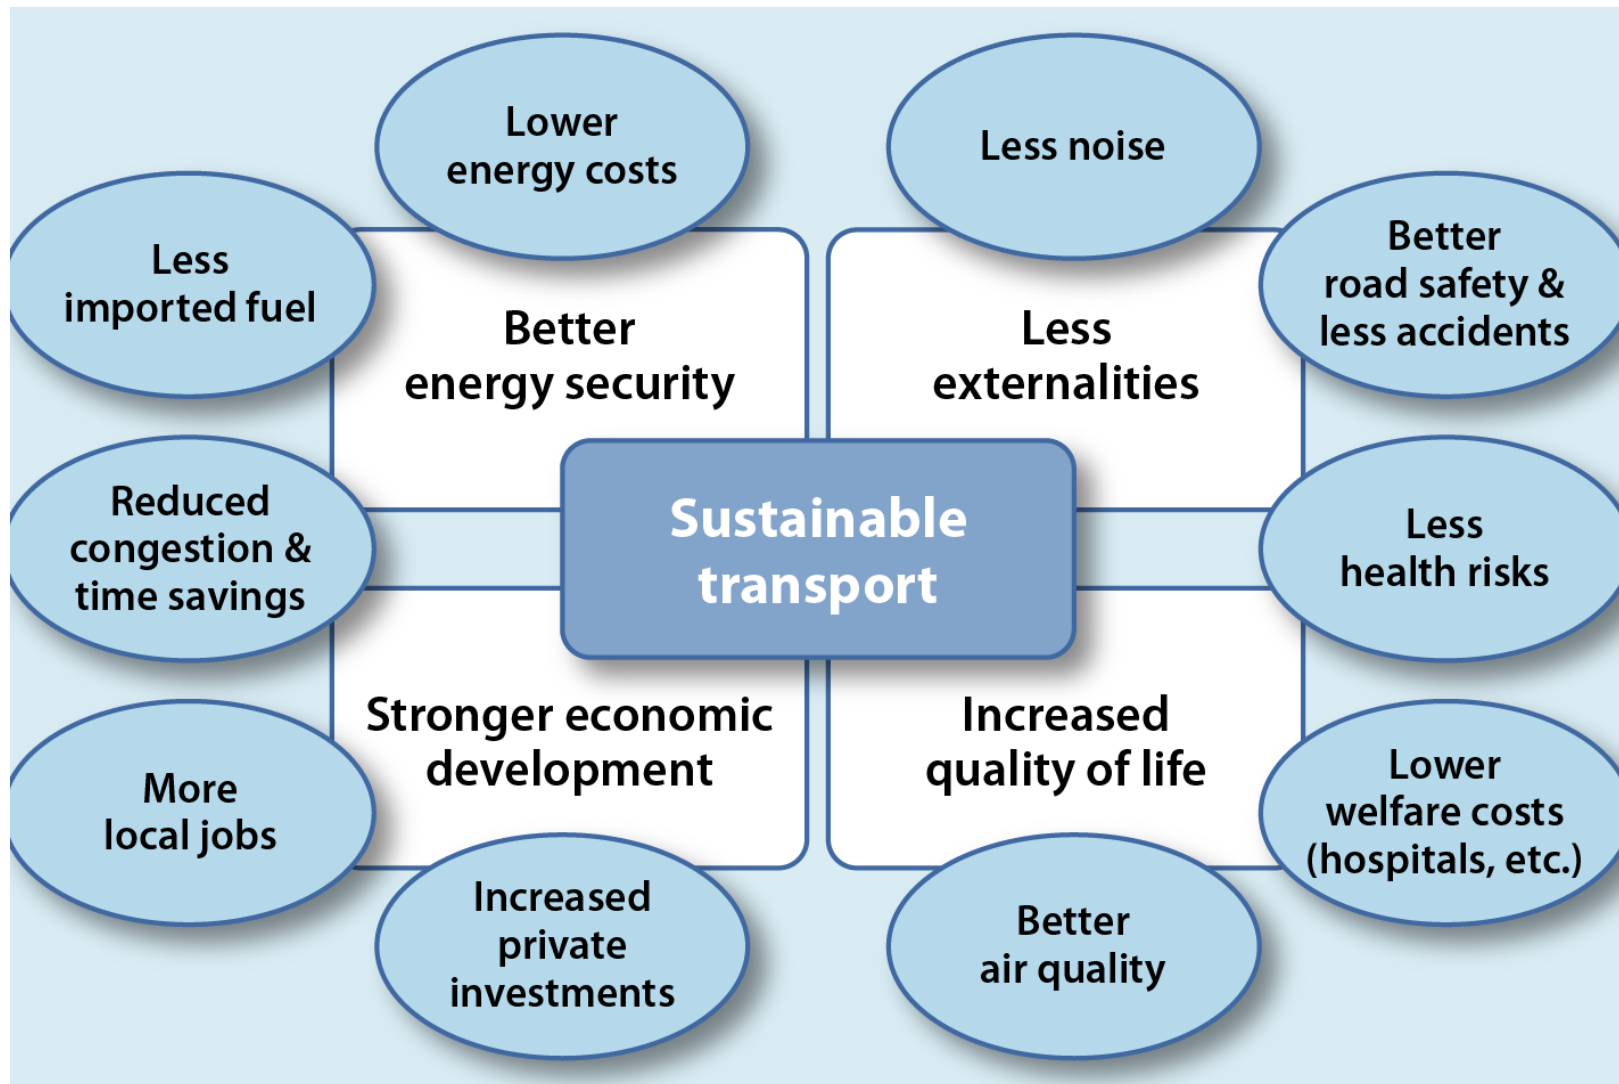 Lower
energy costs
Less noise
Less
imported fuel
Better
road safety &
less accidents
Better
energy security
Less
externalities
Reduced
congestion &
time savings
Sustainable
transport
Less
health risks
Stronger economic
development
Increased
quality of life
More
local jobs
Lower
welfare costs
(hospitals, etc.)
Increased
private
investments
Better
air quality